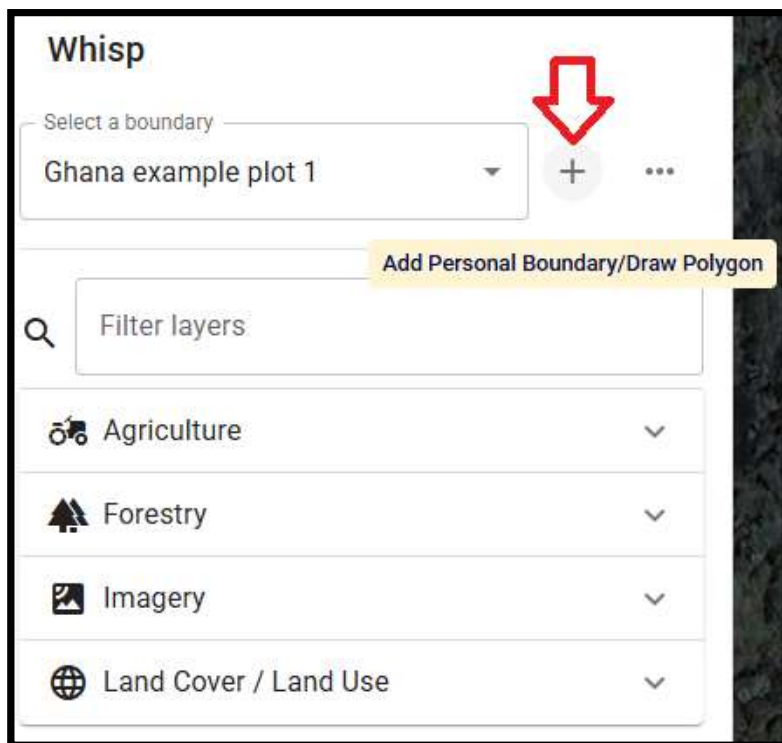 Whisp
Select a boundary
Ghana example plot 1
Add Personal Boundary/Draw Polygon
Filter layers
Agriculture
Forestry
Imagery
Land Cover / Land Use